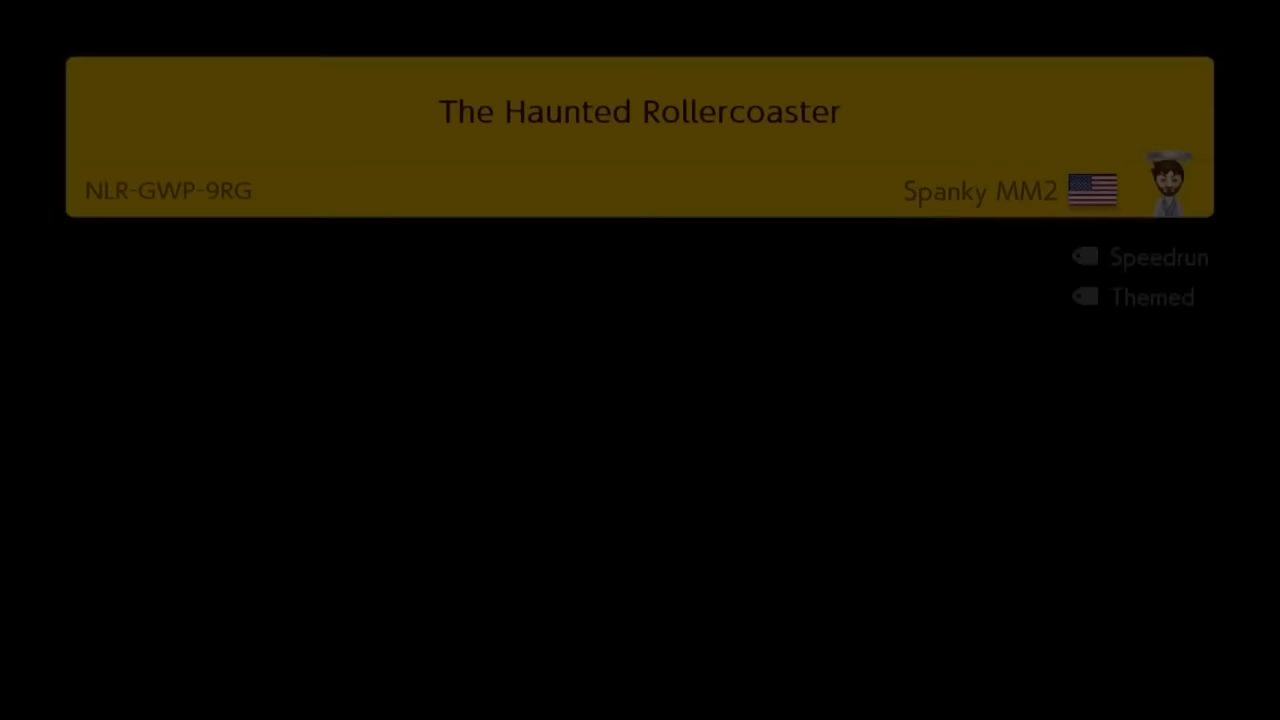 The Haunted Rollercoaster
NLR-GWP-9RG
Spanky MM2
Speedrun
Themed